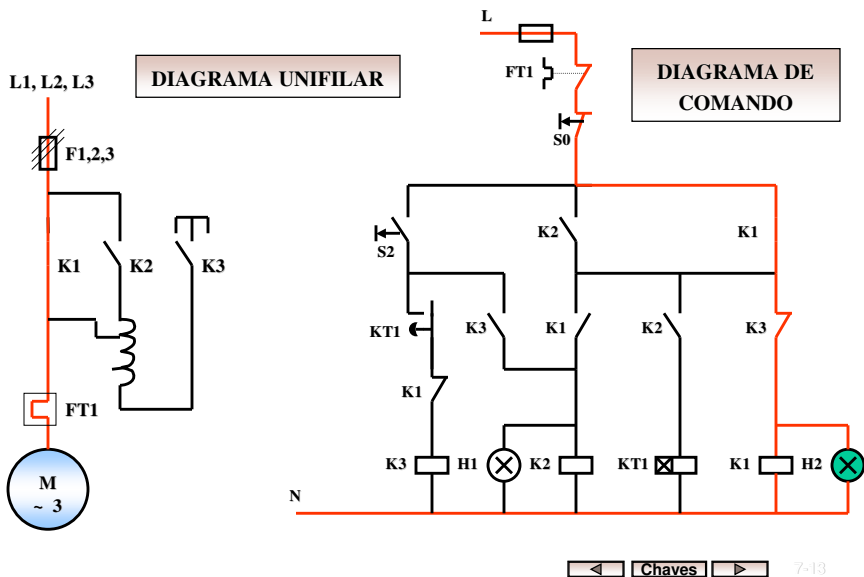 L
DIAGRAMA UNIFILAR
DIAGRAMA DE
COMANDO
L1, L2, L3
FT1
F1,2,3
S0
K1
K2
K3
S2
K2
K1
KT1
K3
K1
K2
K3
K1
FT1
M
~ 3
K3
H1
K2
KT1
K1
H2
N
Chaves
7-13